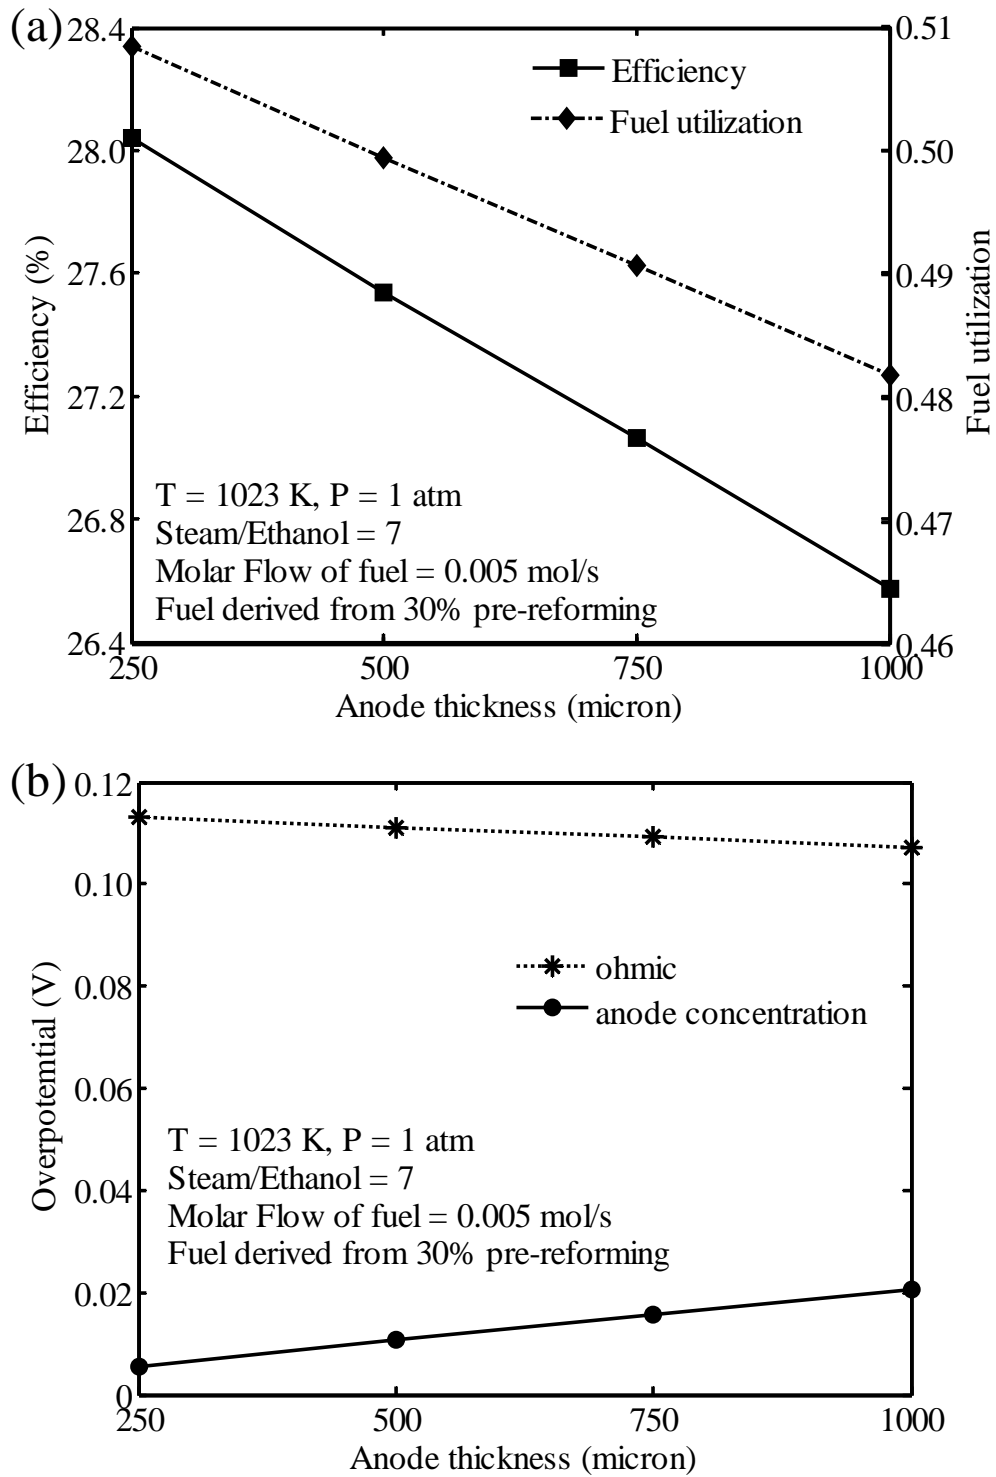 (a)
28.4
28.0
27.6
27.2
26.8
26.4
Efficiency (%)
0.51
0.50
0.49
0.48
0.47
0.46
Fuel utilization
Efficiency
Fuel utilization
T = 1023 K, P = 1 atm
Steam/Ethanol = 7
Molar Flow of fuel = 0.005 mol/s
Fuel derived from 30% pre-reforming
250 500 750 1000
Anode thickness (micron)
(b)
0.12
0.10
0.08
0.06
0.04
0.02
0
Overpotemtial (V)
ohmic
anode concentration
T = 1023 K, P = 1 atm
Steam/Ethanol = 7
Molar Flow of fuel = 0.005 mol/s
Fuel derived from 30% pre-reforming
250 500 750 1000
Anode thickness (micron)